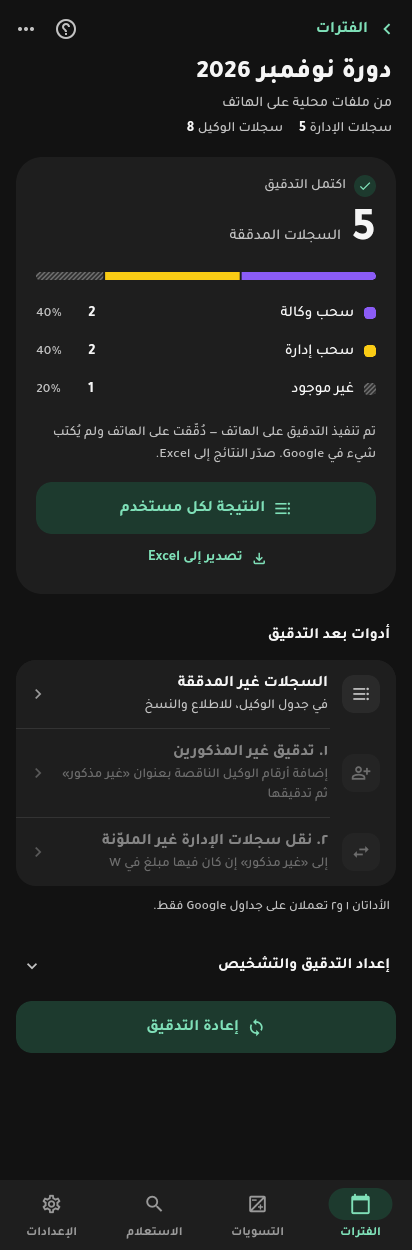 الفترات
دورة نوفمبر 2026
من ملفات محلية على الهاتف
سجلات الإدارة 5 سجلات الوكيل 8
اكتمل التدقيق
5 السجلات المدققة
سحب وكالة 2 40%
سحب إدارة 2 40%
غير موجود 1 20%
تم تنفيذ التدقيق على الهاتف — دُقّقت على الهاتف ولم يُكتب
شيء في Google. صدّر النتائج إلى Excel.
النتيجة لكل مستخدم
تصدير إلى Excel
أدوات بعد التدقيق
السجلات غير المدققة
في جدول الوكيل، للاطلاع والنسخ
١. تدقيق غير المذكورين
إضافة أرقام الوكيل الناقصة بعنوان «غير مذكور»
ثم تدقيقها
٢. نقل سجلات الإدارة غير الملوّنة
إلى «غير مذكور» إن كان فيها مبلغ في W
الأداتان ١ و٢ تعملان على جداول Google فقط.
إعداد التدقيق والتشخيص
إعادة التدقيق
الفترات
التسويات
الاستعلام
الإعدادات